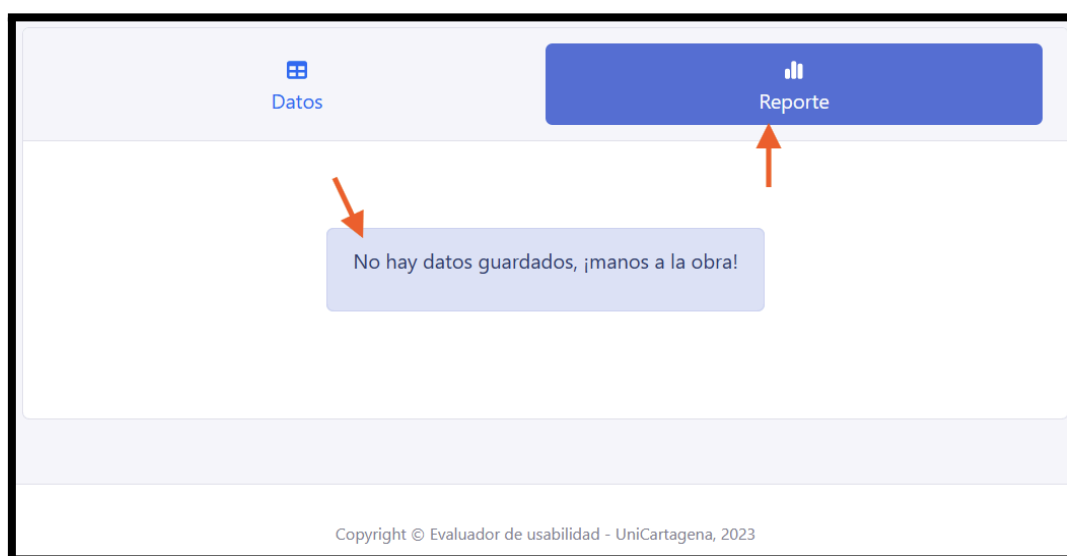 Datos
Reporte
No hay datos guardados, ¡manos a la obra!
Copyright © Evaluador de usabilidad - UniCartagena, 2023